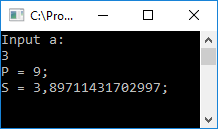 C:\Pro...
Input a:
3
P = 9;
S = 3,89711431702997;